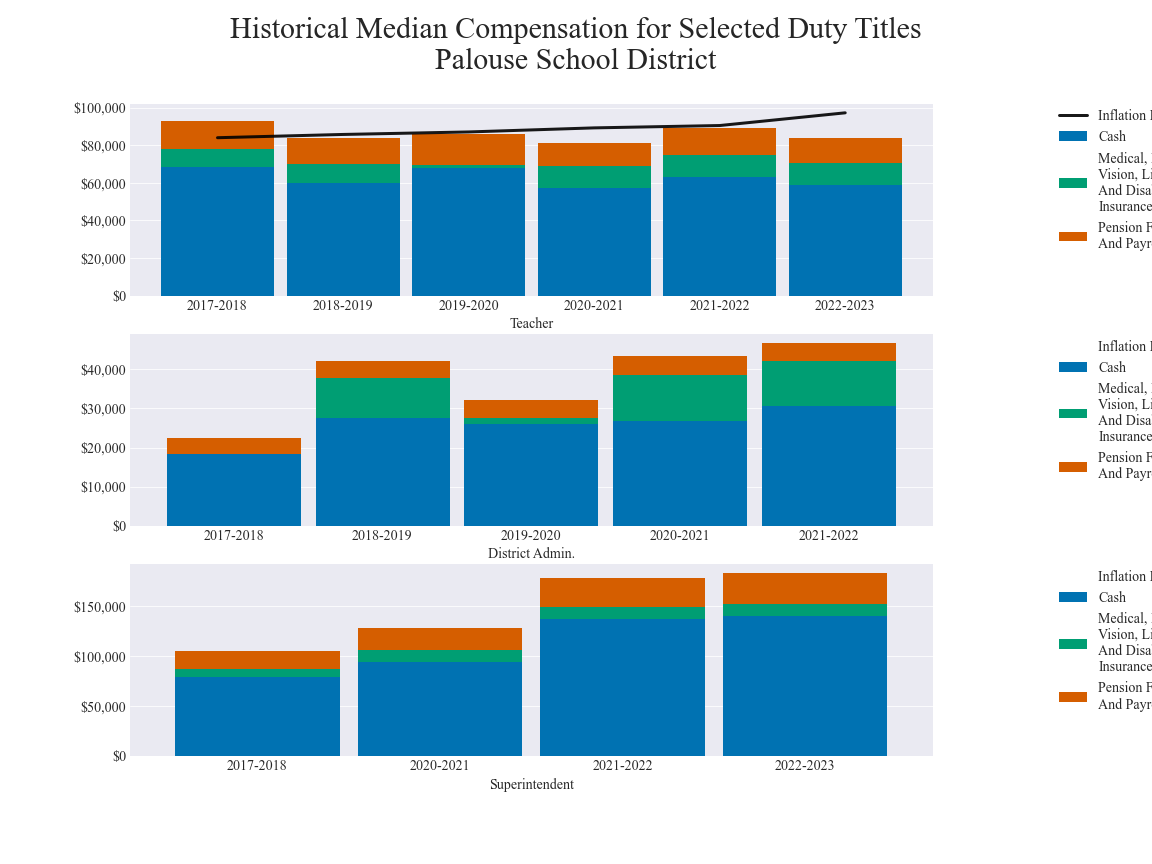 Historical Median Compensation for Selected Duty Titles
Palouse School District
$100,000
$80,000
$60,000
$40,000
$20,000
$0
2017-2018 2018-2019 2019-2020 2020-2021 2021-2022 2022-2023
Teacher
Inflation
Cash
Medical,
Vision,
And
Insurance
Pension
And
$40,000
$30,000
$20,000
$10,000
$0
2017-2018 2018-2019 2019-2020 2020-2021 2021-2022
District Admin.
Inflation
Cash
Medical,
Vision,
And
Insurance
Pension
And
$150,000
$100,000
$50,000
$0
2017-2018 2020-2021 2021-2022 2022-2023
Superintendent
Inflation
Cash
Medical,
Vision,
And
Insurance
Pension
And